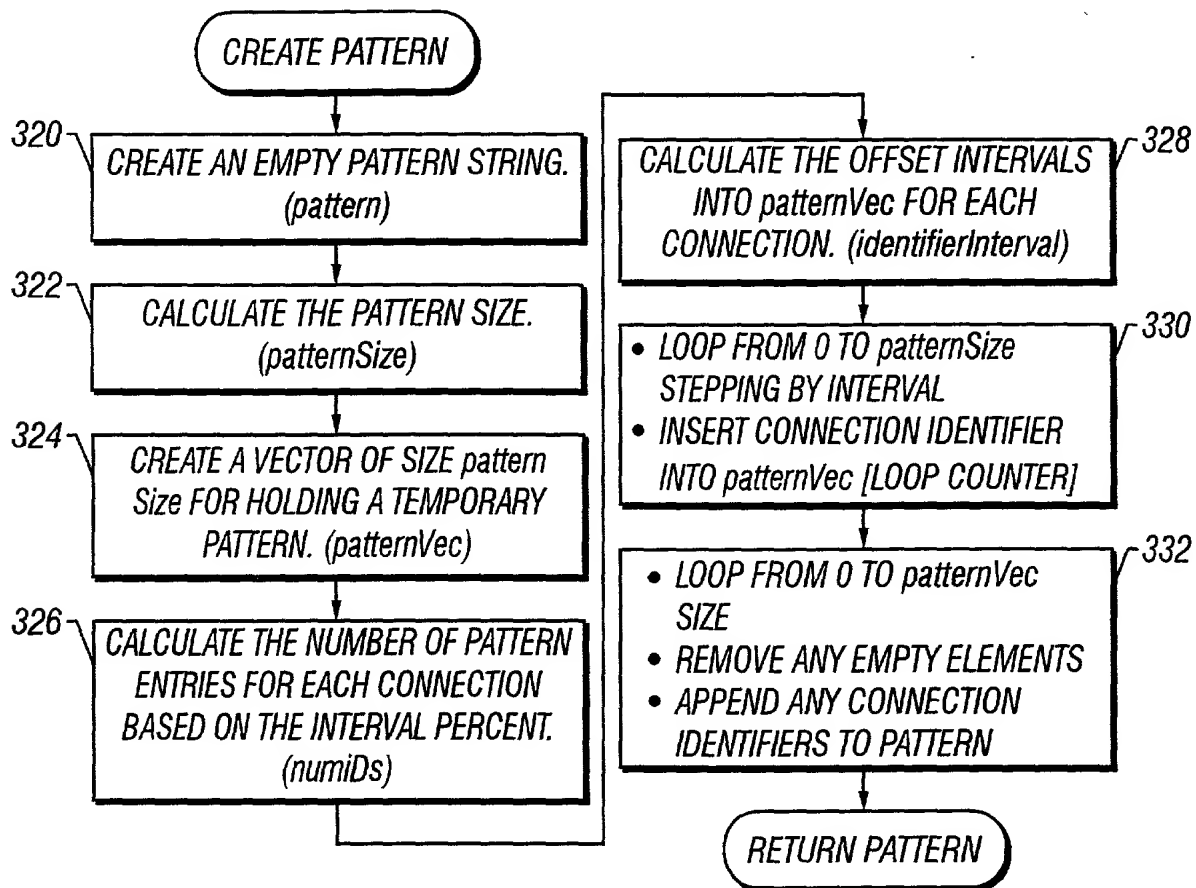 CREATE PATTERN
320
CREATE AN EMPTY PATTERN STRING.
(pattern)
322
CALCULATE THE PATTERN SIZE.
(patternSize)
324
CREATE A VECTOR OF SIZE pattern
Size FOR HOLDING A TEMPORARY
PATTERN. (patternVec)
326
CALCULATE THE NUMBER OF PATTERN
ENTRIES FOR EACH CONNECTION
BASED ON THE INTERVAL PERCENT.
(numiDs)
328
CALCULATE THE OFFSET INTERVALS
INTO patternVec FOR EACH
CONNECTION. (identifierInterval)
330
• LOOP FROM 0 TO patternSize
STEPPING BY INTERVAL
• INSERT CONNECTION IDENTIFIER
INTO patternVec [LOOP COUNTER]
332
• LOOP FROM 0 TO patternVec
SIZE
• REMOVE ANY EMPTY ELEMENTS
• APPEND ANY CONNECTION
IDENTIFIERS TO PATTERN
RETURN PATTERN